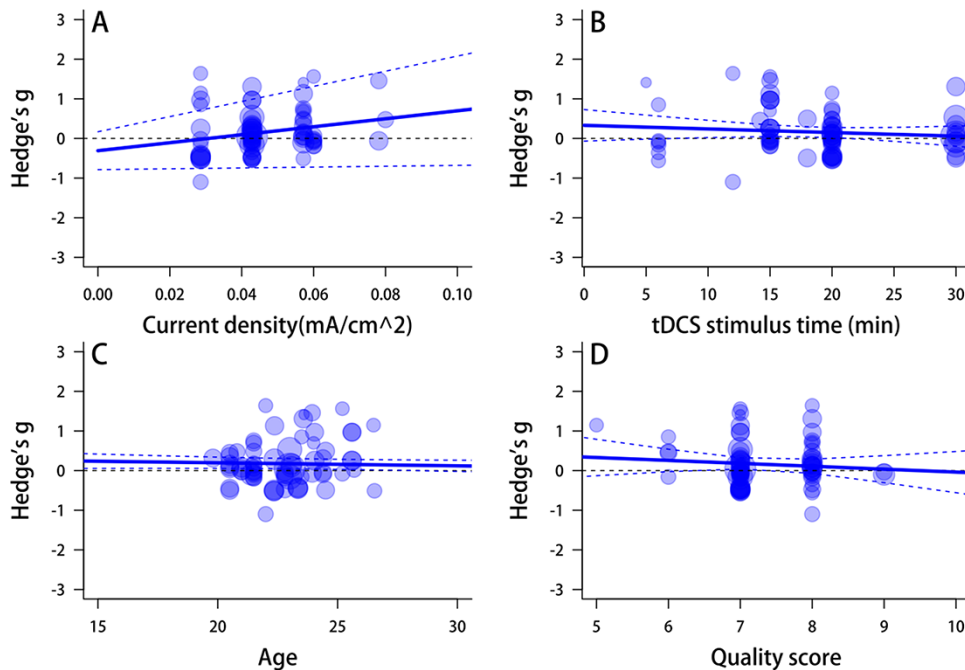 A
3
2
1
0
-1
-2
-3
Hedge's g
0.00 0.02 0.04 0.06 0.08 0.10
Current density(mA/cm^2)
B
3
2
1
0
-1
-2
-3
Hedge's g
0 5 10 15 20 25 30
tDCS stimulus time (min)
C
3
2
1
0
-1
-2
-3
Hedge's g
15 20 25 30
Age
D
3
2
1
0
-1
-2
-3
Hedge's g
5 6 7 8 9 10
Quality score